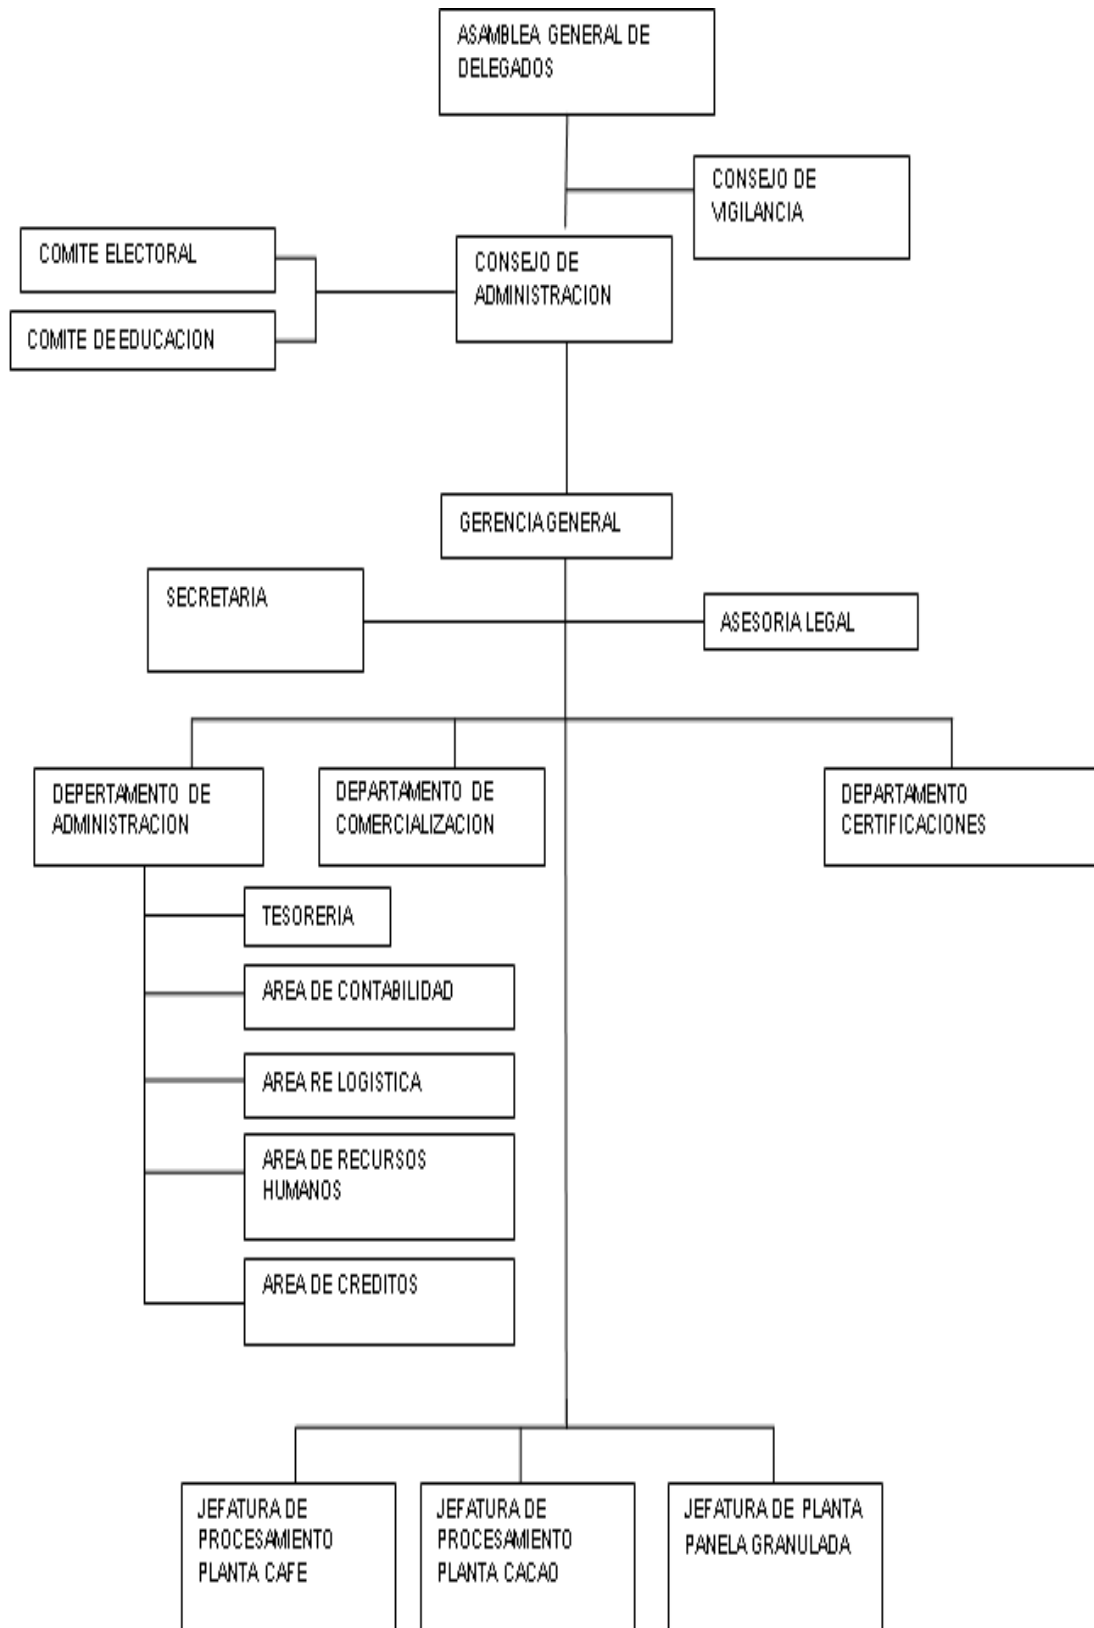 ASAMBLEA GENERAL DE
DELEGADOS
CONSEJO DE
VIGILANCIA
COMITE ELECTORAL
CONSEJO DE
ADMINISTRACION
COMITE DE EDUCACION
GERENCIA GENERAL
SECRETARIA
ASESORIA LEGAL
DEPERTAMENTO DE
ADMINISTRACION
DEPARTAMENTO DE
COMERCIALIZACION
DEPARTAMENTO
CERTIFICACIONES
TESORERIA
AREA DE CONTABILIDAD
AREA RE LOGISTICA
AREA DE RECURSOS
HUMANOS
AREA DE CREDITOS
JEFATURA DE
PROCESAMIENTO
PLANTA CAFE
JEFATURA DE
PROCESAMIENTO
PLANTA CACAO
JEFATURA DE PLANTA
PANELA GRANULADA